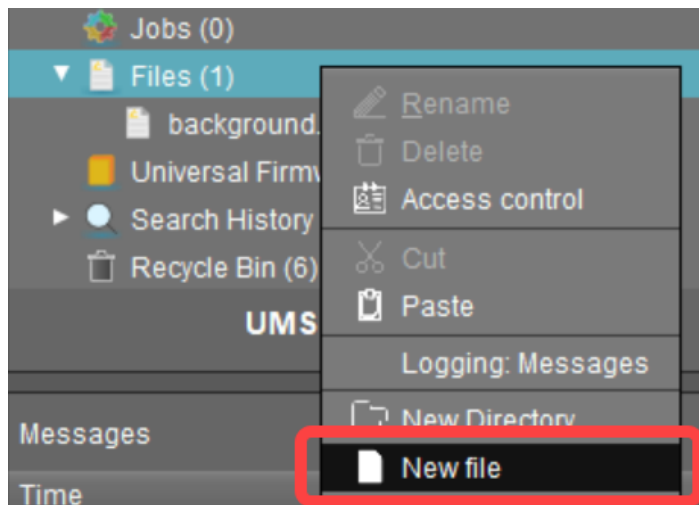 Jobs (0)
Files (1)
background.
Universal Firmw
Search History
Recycle Bin (6)
UMS
Rename
Delete
Access control
Cut
Paste
Logging: Messages
New Directory
New file
Messages
Time